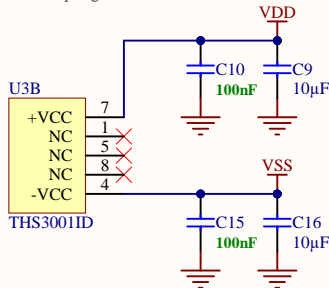 VDD
U3B
C10
C9
100nF
10µF
+VCC 7
NC 1
NC 5
NC 8
-VCC 4
THS3001ID
VSS
C15
C16
100nF
10µF